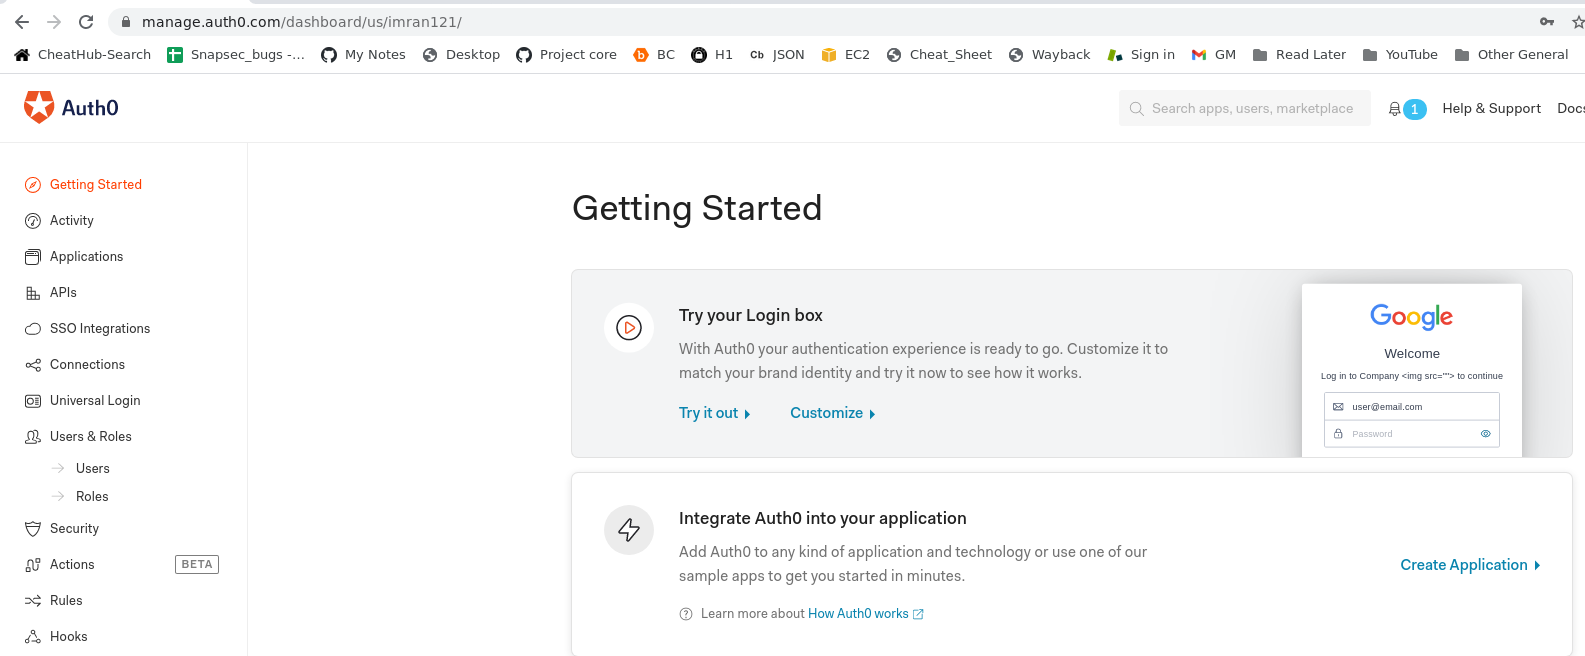 manage.auth0.com/dashboard/us/imran121/
CheatHub-Search Snapsec_bugs -... My Notes Desktop Project core BC H1 Cb JSON EC2 Cheat_Sheet Wayback Sign in GM Read Later YouTube Other General
Auth0
Search apps, users, marketplace
1
Help & Support
Docs
Getting Started
Activity
Applications
APIs
SSO Integrations
Connections
Universal Login
Users & Roles
Users
Roles
Security
Actions BETA
Rules
Hooks
Getting Started
Try your Login box
With Auth0 your authentication experience is ready to go. Customize it to
match your brand identity and try it now to see how it works.
Try it out Customize
Google
Welcome
Log in to Company <img src=""> to continue
user@email.com
Password
Integrate Auth0 into your application
Add Auth0 to any kind of application and technology or use one of our
sample apps to get you started in minutes.
Learn more about How Auth0 works
Create Application